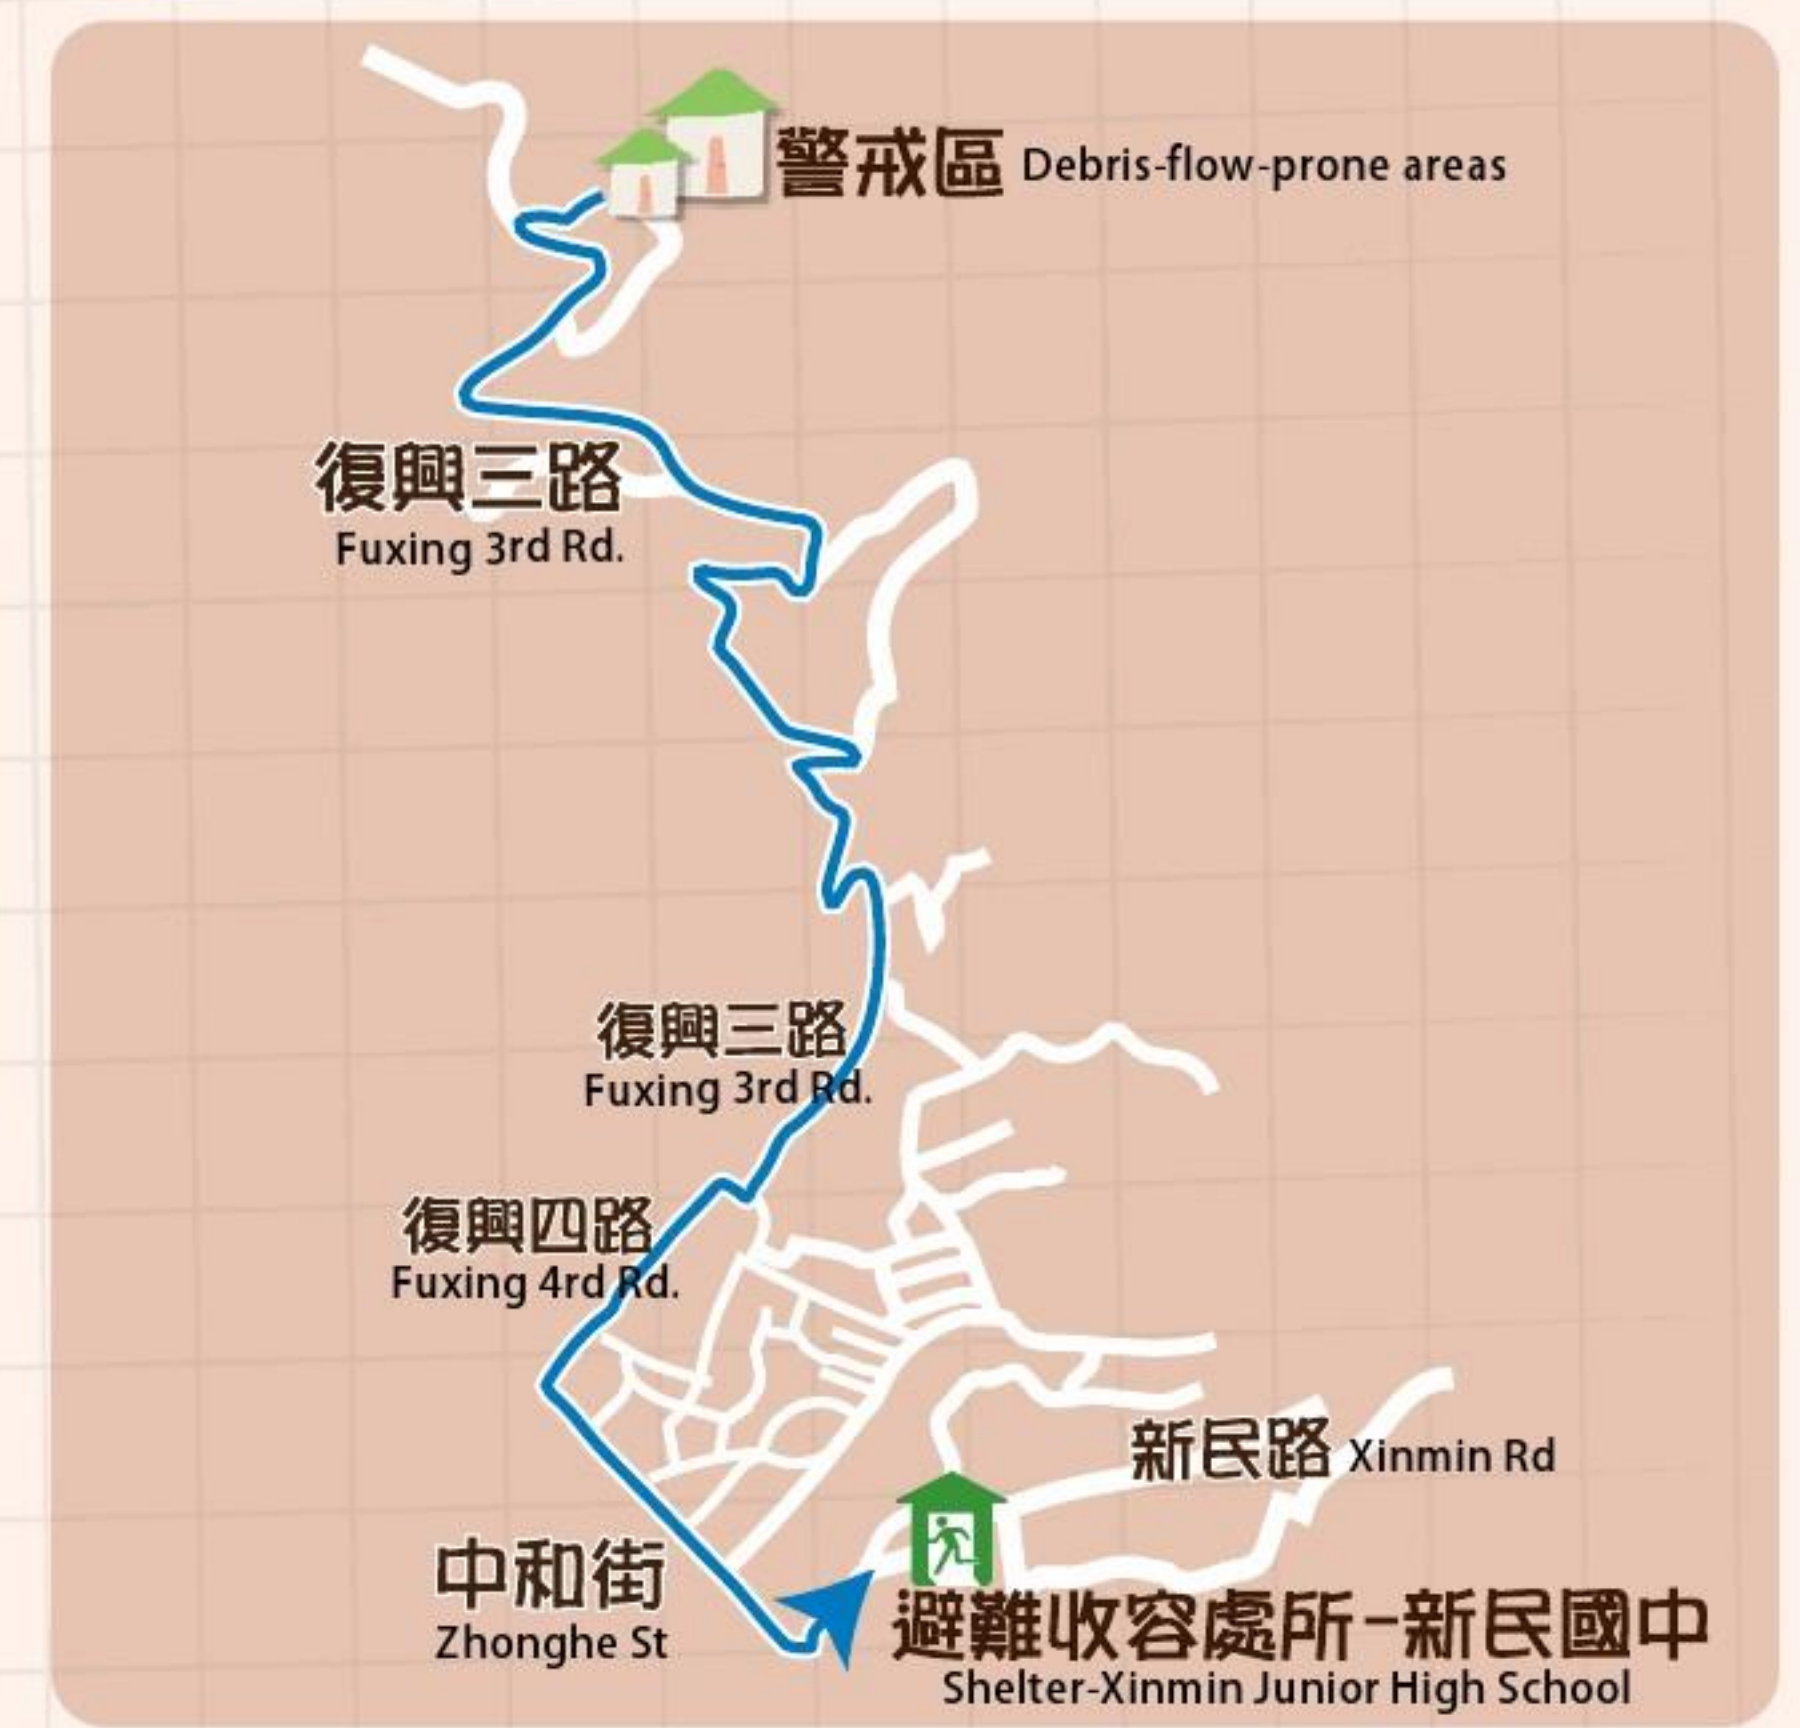 警戒區 Debris-flow-prone areas
復興三路
Fuxing 3rd Rd.
復興三路
Fuxing 3rd Rd.
復興四路
Fuxing 4rd Rd.
新民路 Xinmin Rd
中和街
Zhonghe St
避難收容處所-新民國中
Shelter-Xinmin Junior High School